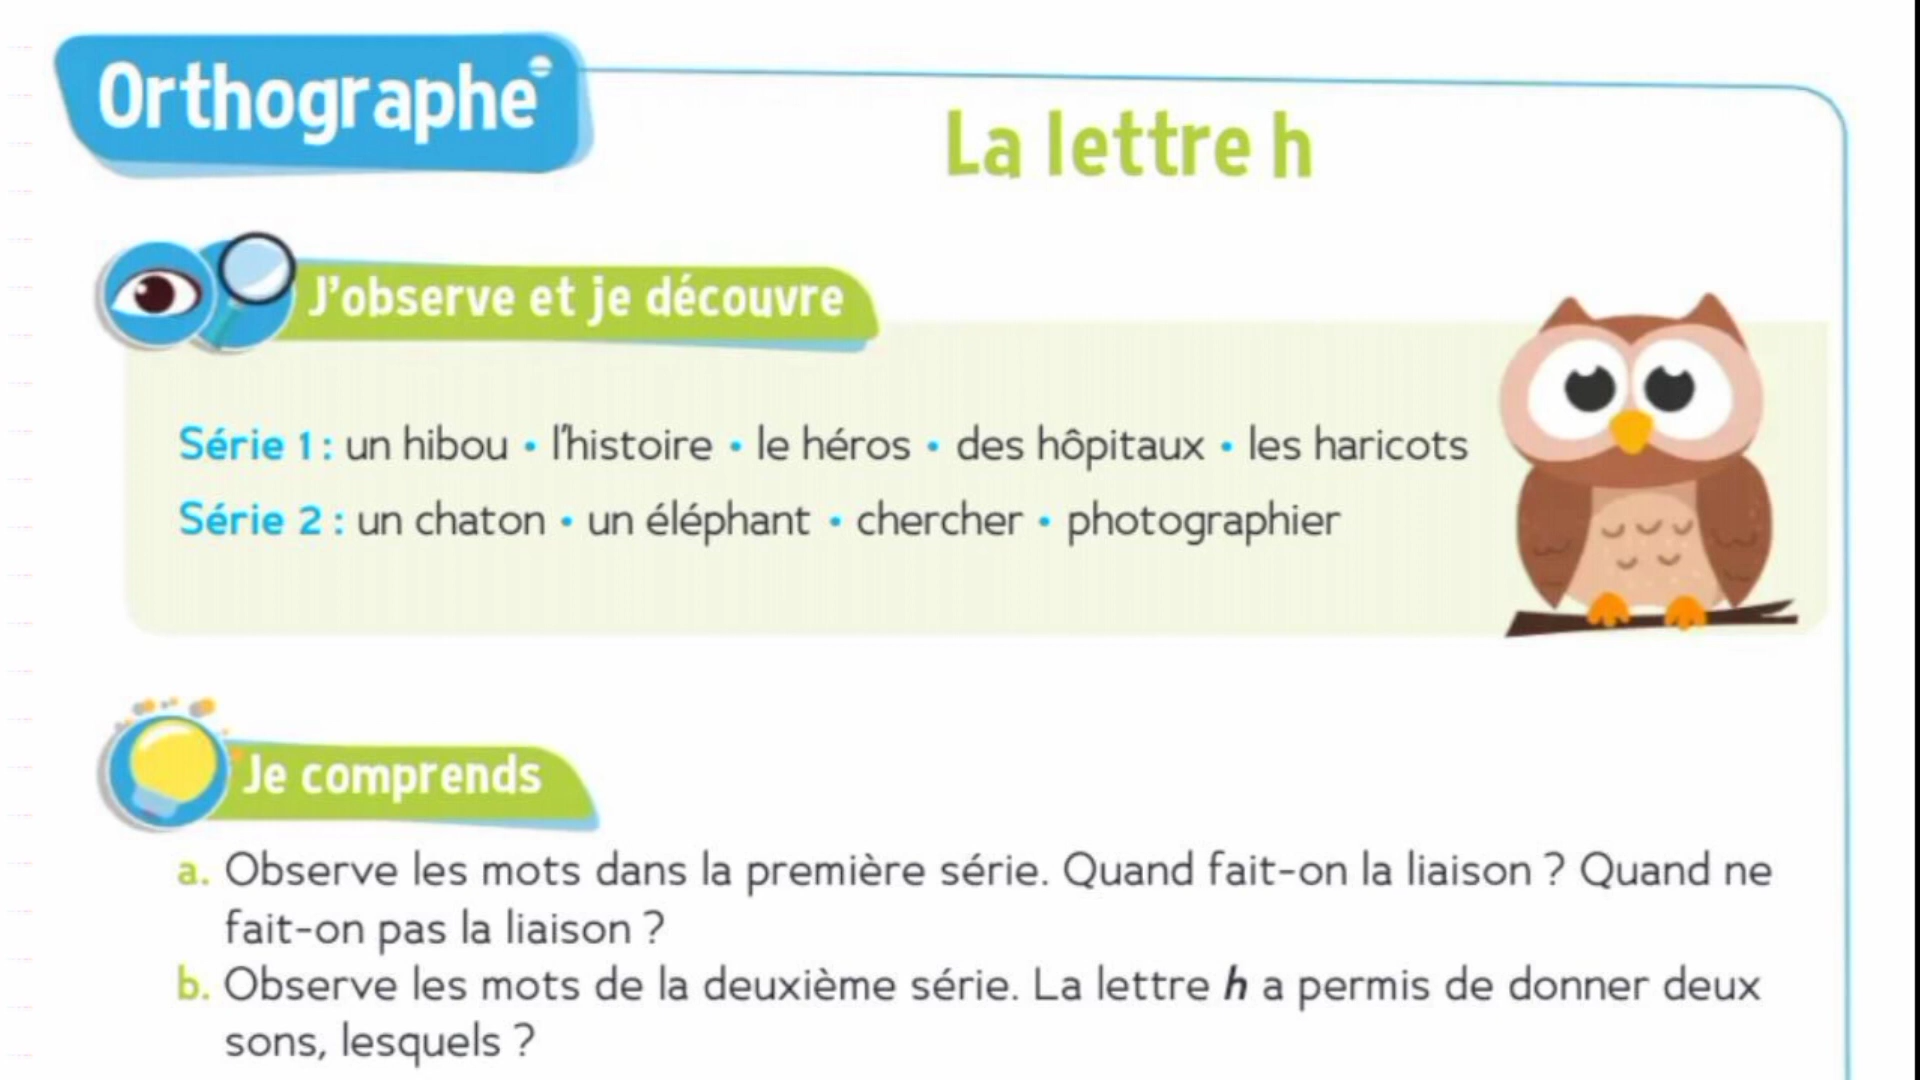 Orthographe
La lettre h
J'observe et je découvre
Série 1 : un hibou • l'histoire • le héros • des hôpitaux • les haricots
Série 2 : un chaton • un éléphant • chercher • photographier
Je comprends
a. Observe les mots dans la première série. Quand fait-on la liaison ? Quand ne
fait-on pas la liaison ?
b. Observe les mots de la deuxième série. La lettre h a permis de donner deux
sons, lesquels ?